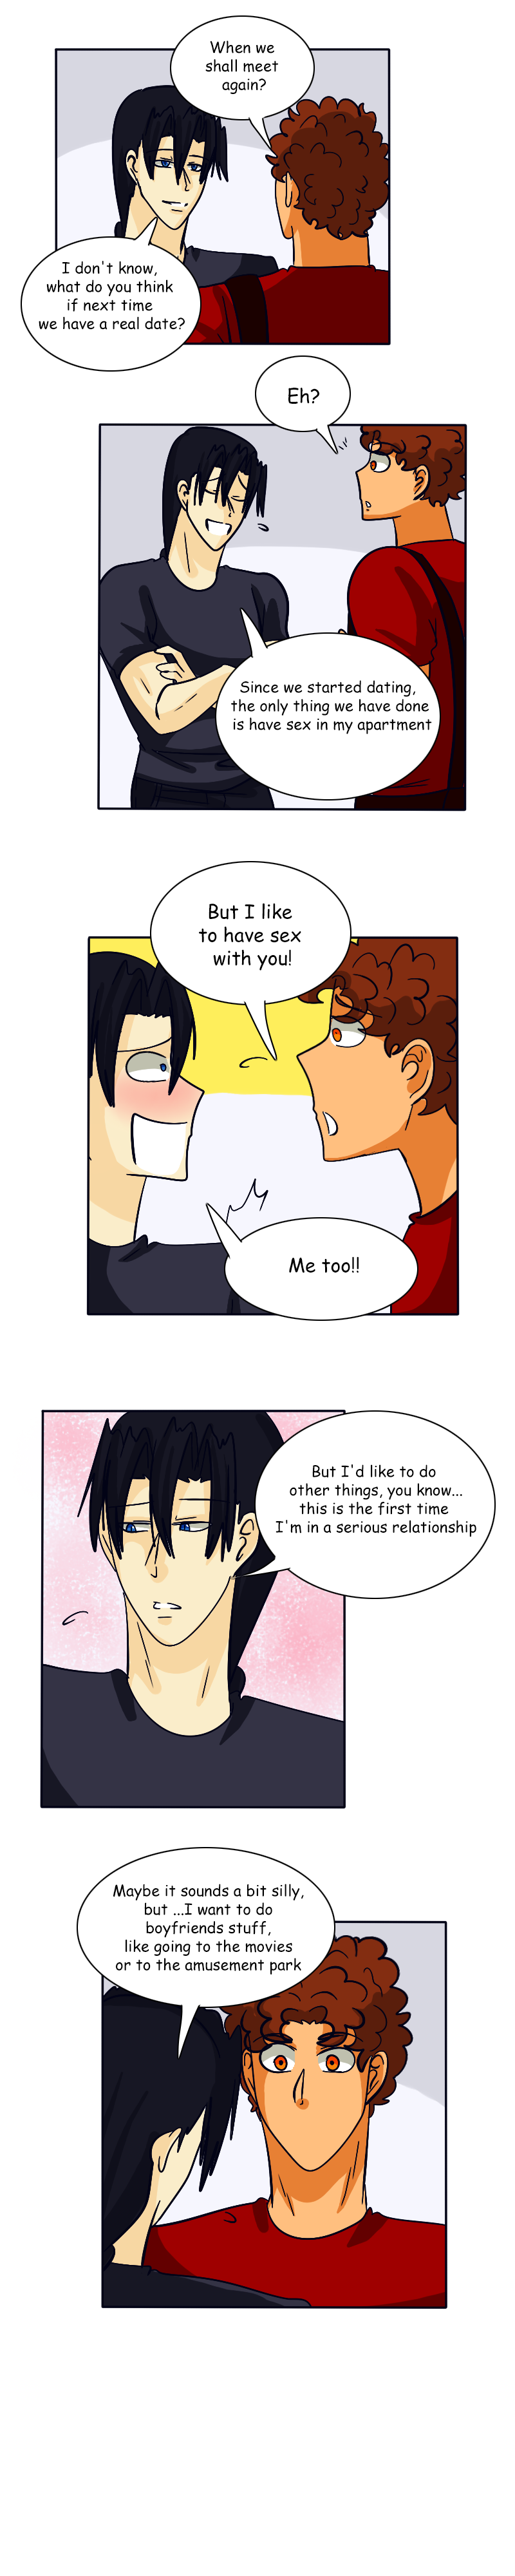 When we
shall meet
again?
I don't know,
what do you think
if next time
we have a real date?
Eh?
Since we started dating,
the only thing we have done
is have sex in my apartment
But I like
to have sex
with you!
Me too!!
But I'd like to do
other things, you know...
this is the first time
I'm in a serious relationship
Maybe it sounds a bit silly,
but ...I want to do
boyfriends stuff,
like going to the movies
or to the amusement park